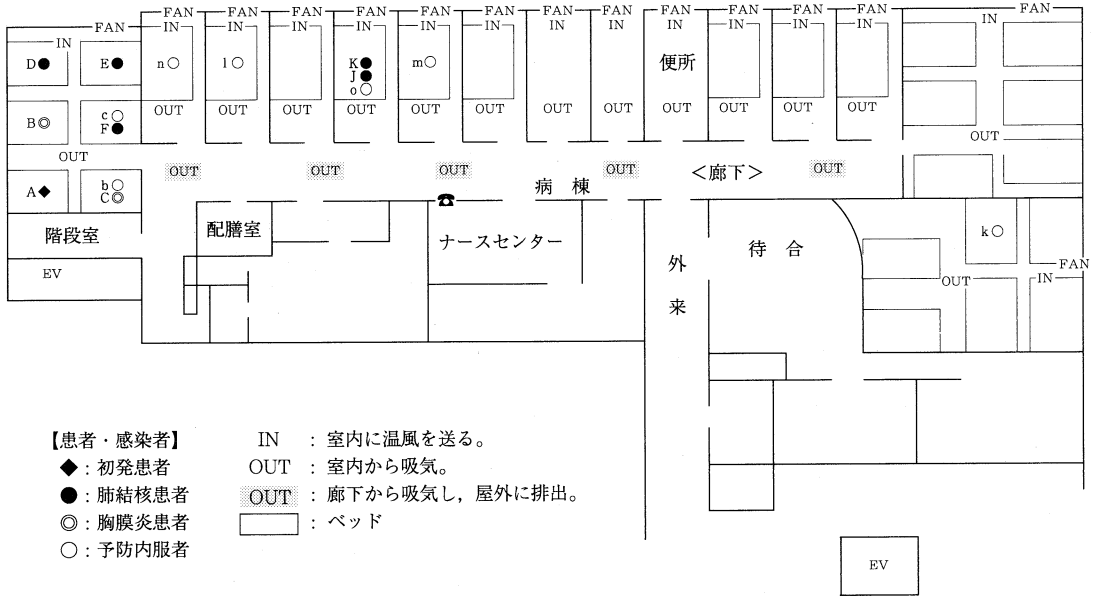 FAN FAN FAN FAN FAN FAN FAN FAN FAN FAN FAN FAN FAN FAN
IN IN IN IN IN IN IN IN IN IN IN IN IN IN
D● E● n○ l○ K● m○ 便所
J●
o○
OUT OUT OUT OUT OUT OUT OUT OUT OUT OUT OUT OUT
B◎ c○
F●
OUT OUT
OUT OUT OUT OUT OUT
<廊下>
A◆ b○
C◎
病棟
☎
階段室 配膳室 ナースセンター 待合 k○
外来
EV OUT IN FAN
【患者・感染者】
◆：初発患者
●：肺結核患者
◎：胸膜炎患者
○：予防内服者
IN ：室内に温風を送る。
OUT ：室内から吸気。
OUT ：廊下から吸気し，屋外に排出。
：ベッド
EV